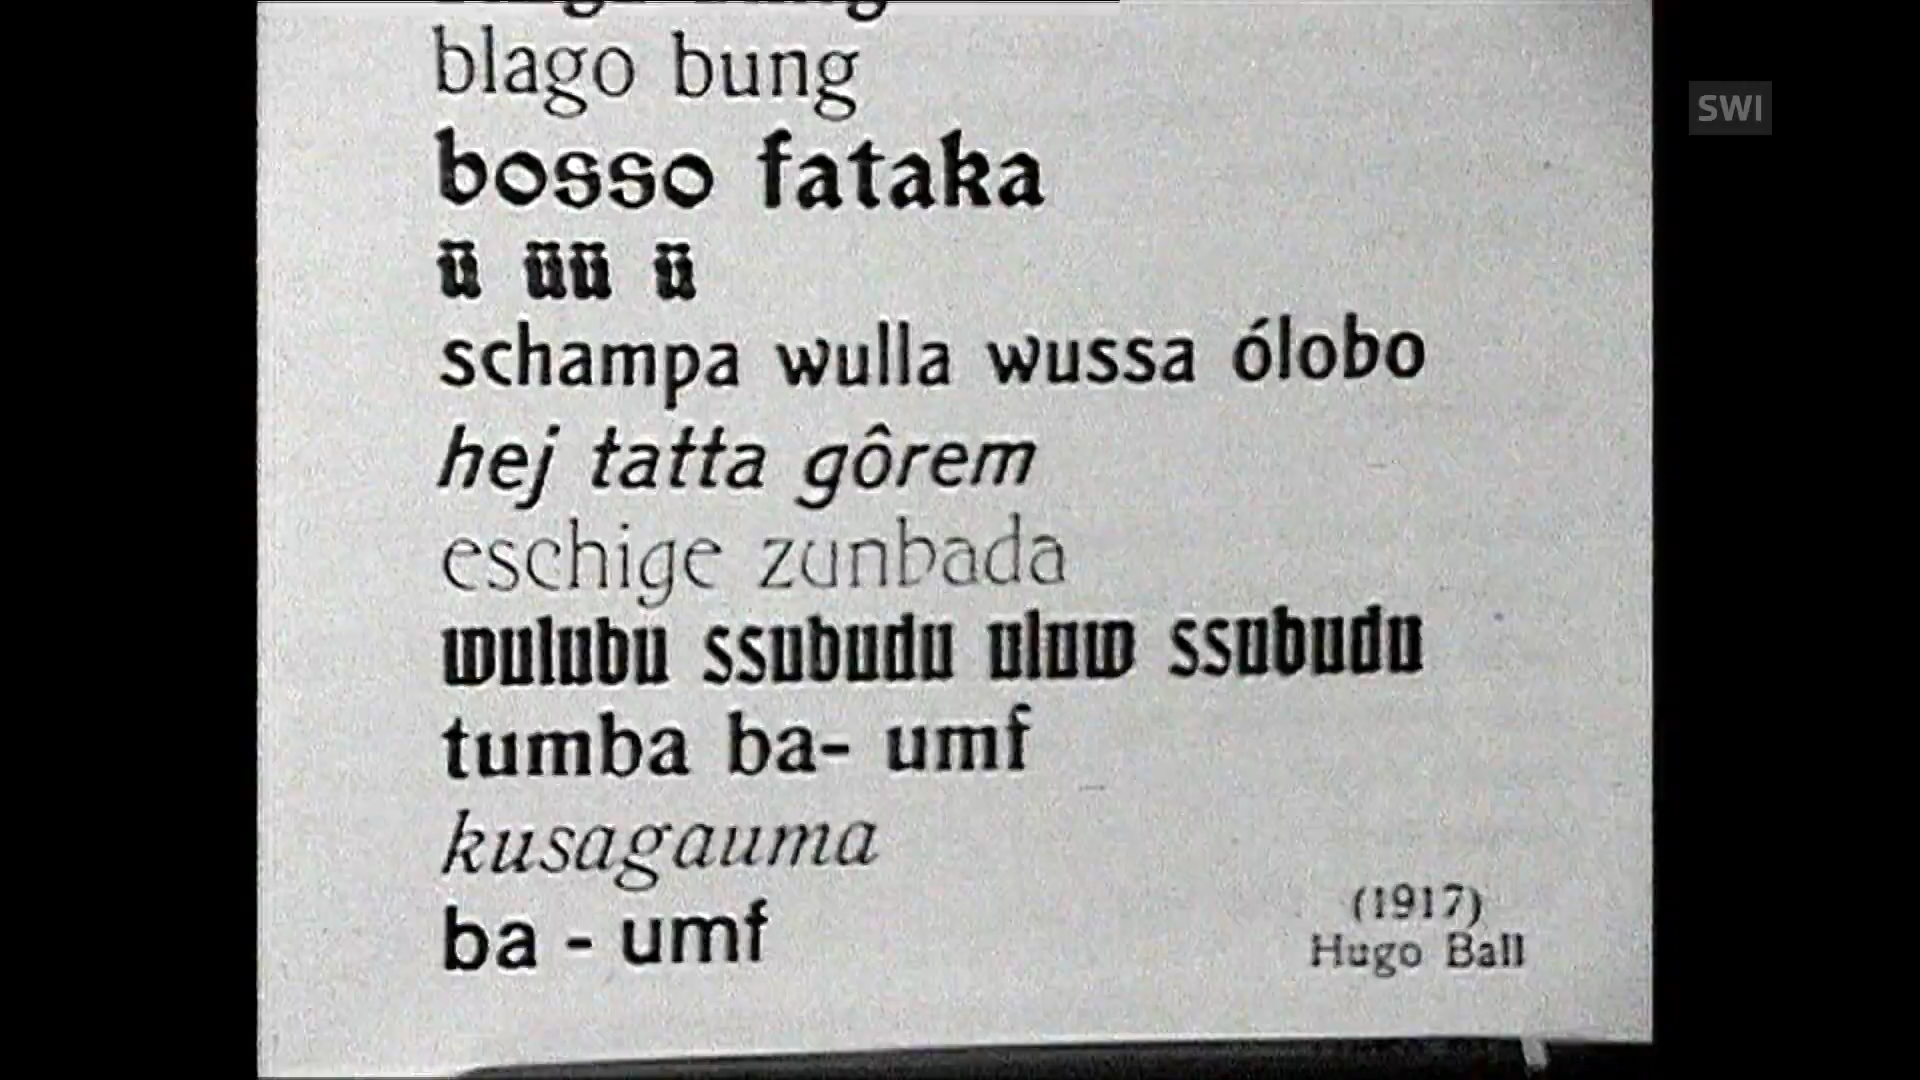 blago bung
bosso fataka
ü üü ü
schampa wulla wussa ólobo
hej tatta gôrem
eschige zunbada
wulubu ssubudu uluw ssubudu
tumba ba- umf
kusagauma
ba - umf
(1917)
Hugo Ball
SWI